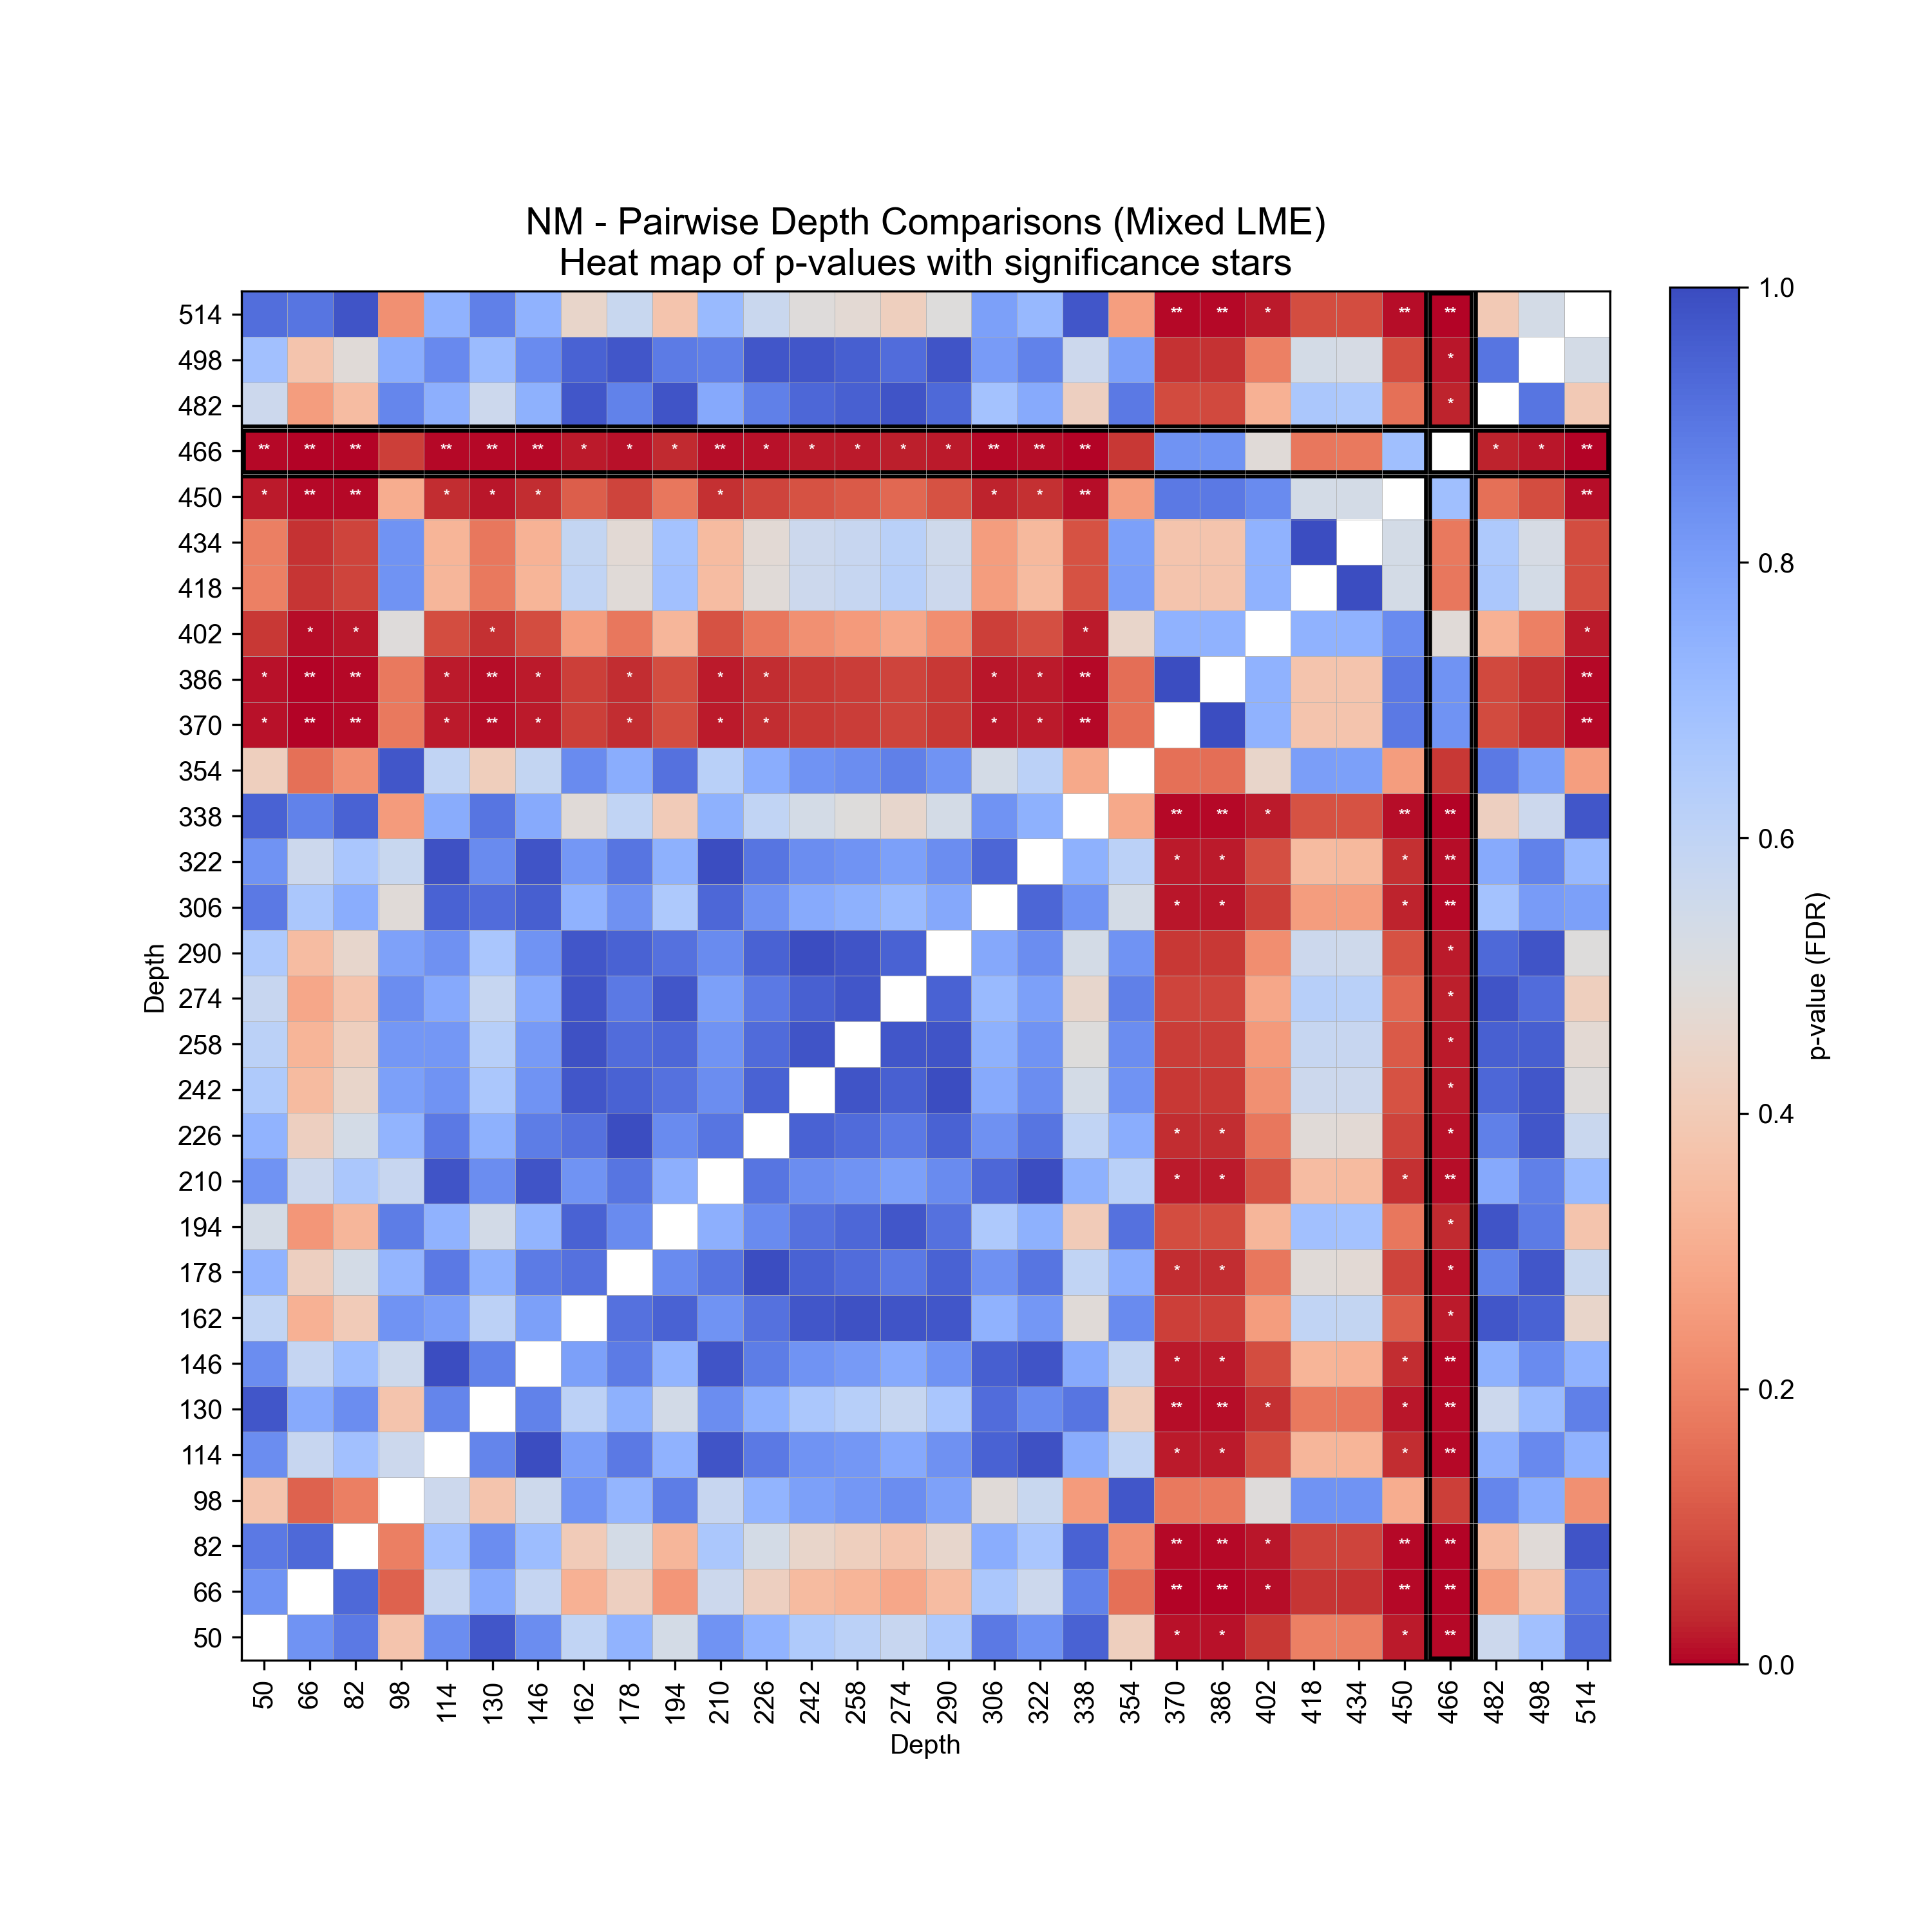 NM - Pairwise Depth Comparisons (Mixed LME)
Heat map of p-values with significance stars
514 ** ** * ** **
498 *
482 *
466 ** ** ** ** ** ** * * * ** * * * * * ** ** ** * * **
450 * ** ** * * * * * * ** **
434
418
402 * * * * *
386 * ** ** * ** * * * * * * ** **
370 * ** ** * ** * * * * * * ** **
354
338 ** ** * ** **
322 * * * **
306 * * * **
290 *
274 *
258 *
242 *
226 * * *
210 * * * **
194 *
178 * * *
162 *
146 * * * **
130 ** ** * * **
114 * * * **
98
82 ** ** * ** **
66 ** ** * ** **
50 * * * **
Depth
50 66 82 98 114 130 146 162 178 194 210 226 242 258 274 290 306 322 338 354 370 386 402 418 434 450 466 482 498 514
Depth
1.0
0.8
0.6
0.4
0.2
0.0
p-value (FDR)